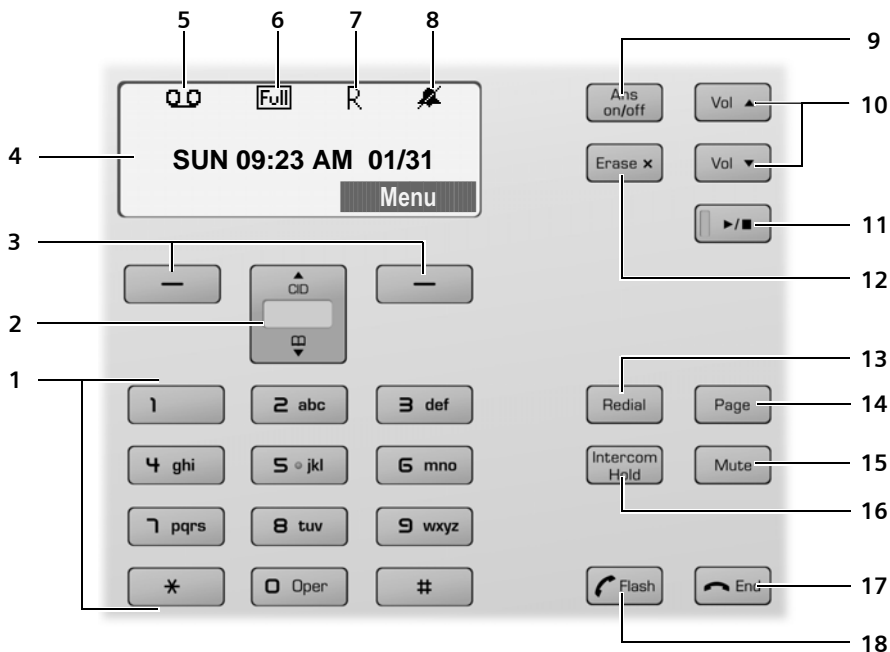 5 6 7 8
9
Full R
Ans on/off
Vol ▲
10
4
SUN 09:23 AM 01/31
Erase ×
Vol ▼
Menu
3
►/■
11
CID
12
2
1
13
1
2 abc
3 def
Redial
Page
14
4 ghi
5 jkl
6 mno
Intercom Hold
Mute
15
16
7 pqrs
8 tuv
9 wxyz
*
0 Oper
#
Flash
End
17
18